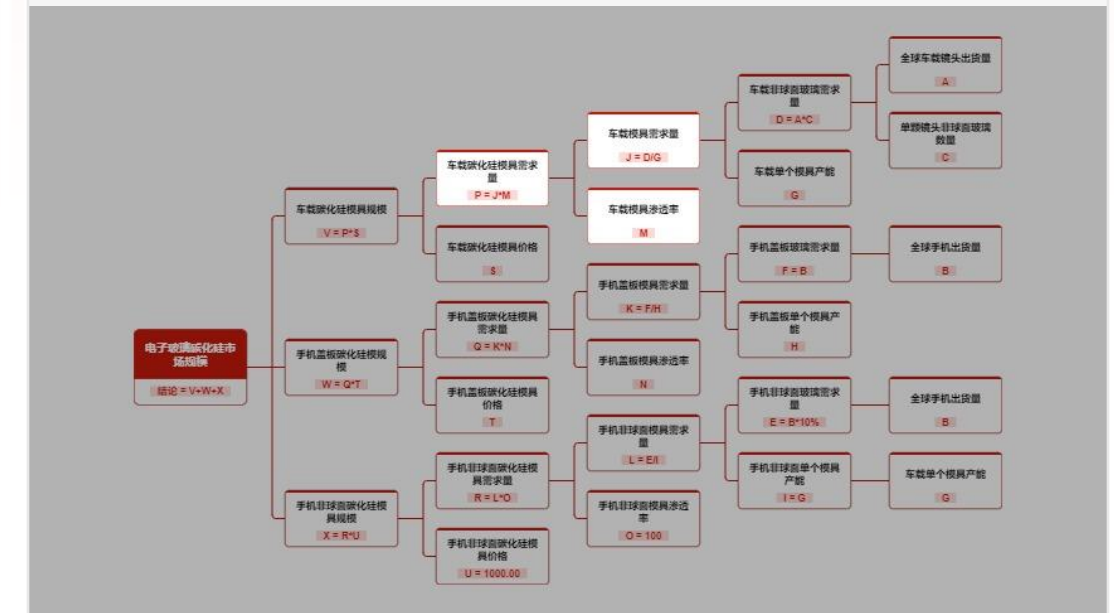 全球车载镜头出货量
A
车载非球面玻璃需求
量
D = A*C
单颗镜头非球面玻璃
数量
C
车载模具需求量
J = D/G
车载单个模具产能
G
车载碳化硅模具需求
量
P = J*M
车载模具渗透率
M
车载碳化硅模具规模
V = P*S
车载碳化硅模具价格
S
手机盖板玻璃需求量
F = B
全球手机出货量
B
手机盖板模具需求量
K = F/H
手机盖板单个模具产
能
H
手机盖板碳化硅模具
需求量
Q = K*N
手机盖板模具渗透率
N
电子玻璃碳化硅市
场规模
结论 = V+W+X
手机盖板碳化硅模规
模
W = Q*T
手机盖板碳化硅模具
价格
T
手机非球面玻璃需求
量
E = B*10%
全球手机出货量
B
手机非球面模具需求
量
L = E/I
手机非球面单个模具
产能
I = G
车载单个模具产能
G
手机非球面碳化硅模
具需求量
R = L*O
手机非球面模具渗透
率
O = 100
手机非球面碳化硅模
具规模
X = R*U
手机非球面碳化硅模
具价格
U = 1000.00